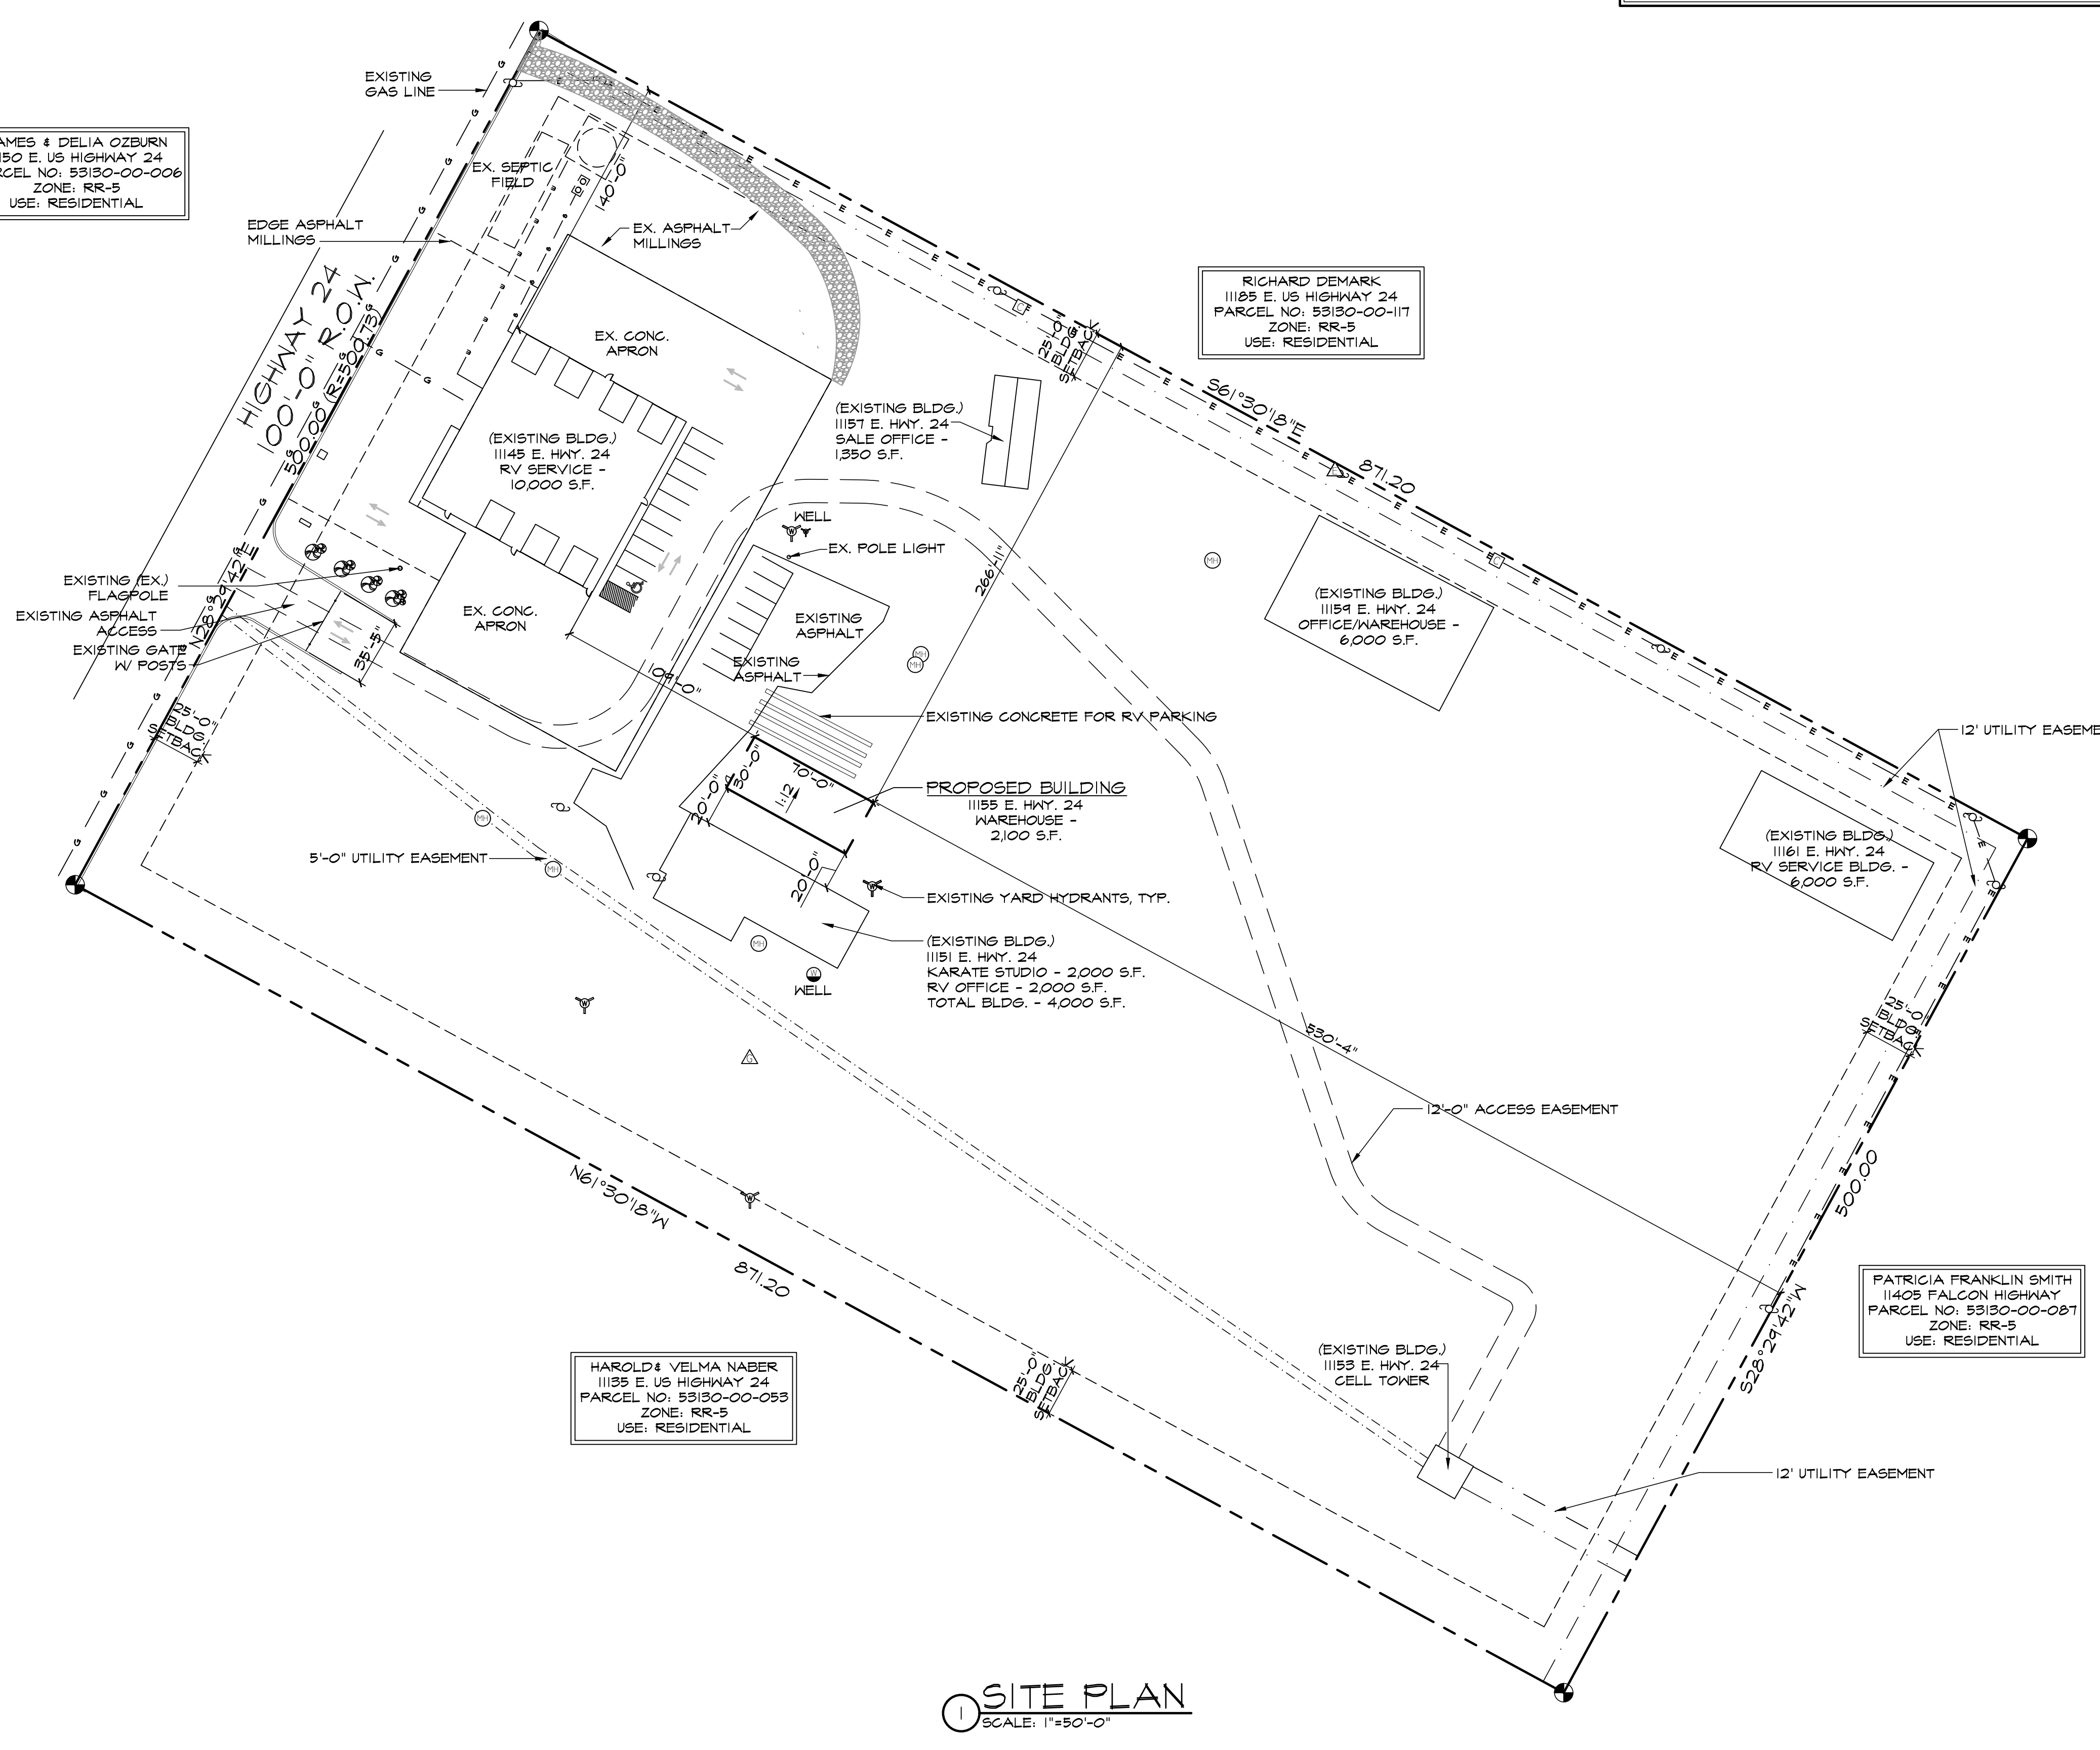 EXISTING
GAS LINE
AMES & DELIA OZBURN
150 E. US HIGHWAY 24
RCEL NO: 53130-00-006
ZONE: RR-5
USE: RESIDENTIAL
EX. SEPTIC
FIELD
140'-0"
EDGE ASPHALT
MILLINGS
EX. ASPHALT
MILLINGS
HIGHWAY 24
100'-0" R.O.W.
500.00 (R=500.73)
N28°29'42"E
EX. CONC.
APRON
RICHARD DEMARK
11185 E. US HIGHWAY 24
PARCEL NO: 53130-00-117
ZONE: RR-5
USE: RESIDENTIAL
25'-0"
BLDG.
SETBACK
S61°30'18"E
871.20
(EXISTING BLDG.)
11157 E. HWY. 24
SALE OFFICE -
1,350 S.F.
(EXISTING BLDG.)
11145 E. HWY. 24
RV SERVICE -
10,000 S.F.
WELL
EX. POLE LIGHT
266'-11"
EXISTING (EX.)
FLAGPOLE
EXISTING ASPHALT
ACCESS
EXISTING GATE
W/ POSTS
35'-5"
EX. CONC.
APRON
EXISTING
ASPHALT
EXISTING
ASPHALT
(EXISTING BLDG.)
11159 E. HWY. 24
OFFICE/WAREHOUSE -
6,000 S.F.
109'-0"
25'-0"
BLDG.
SETBACK
EXISTING CONCRETE FOR RV PARKING
12' UTILITY EASEME
30'-0"
70'-0"
20'-0"
1:12
PROPOSED BUILDING
11155 E. HWY. 24
WAREHOUSE -
2,100 S.F.
5'-0" UTILITY EASEMENT
20'-0"
(EXISTING BLDG.)
11161 E. HWY. 24
RV SERVICE BLDG. -
6,000 S.F.
EXISTING YARD HYDRANTS, TYP.
(EXISTING BLDG.)
11151 E. HWY. 24
KARATE STUDIO - 2,000 S.F.
RV OFFICE - 2,000 S.F.
TOTAL BLDG. - 4,000 S.F.
WELL
25'-0"
BLDG.
SETBACK
530'-4"
12'-0" ACCESS EASEMENT
N61°30'18"W
871.20
500.00
S28°29'42"W
PATRICIA FRANKLIN SMITH
11405 FALCON HIGHWAY
PARCEL NO: 53130-00-087
ZONE: RR-5
USE: RESIDENTIAL
HAROLD& VELMA NABER
11135 E. US HIGHWAY 24
PARCEL NO: 53130-00-053
ZONE: RR-5
USE: RESIDENTIAL
25'-0"
BLDG.
SETBACK
(EXISTING BLDG.)
11153 E. HWY. 24
CELL TOWER
12' UTILITY EASEMENT
1
SITE PLAN
SCALE: 1"=50'-0"